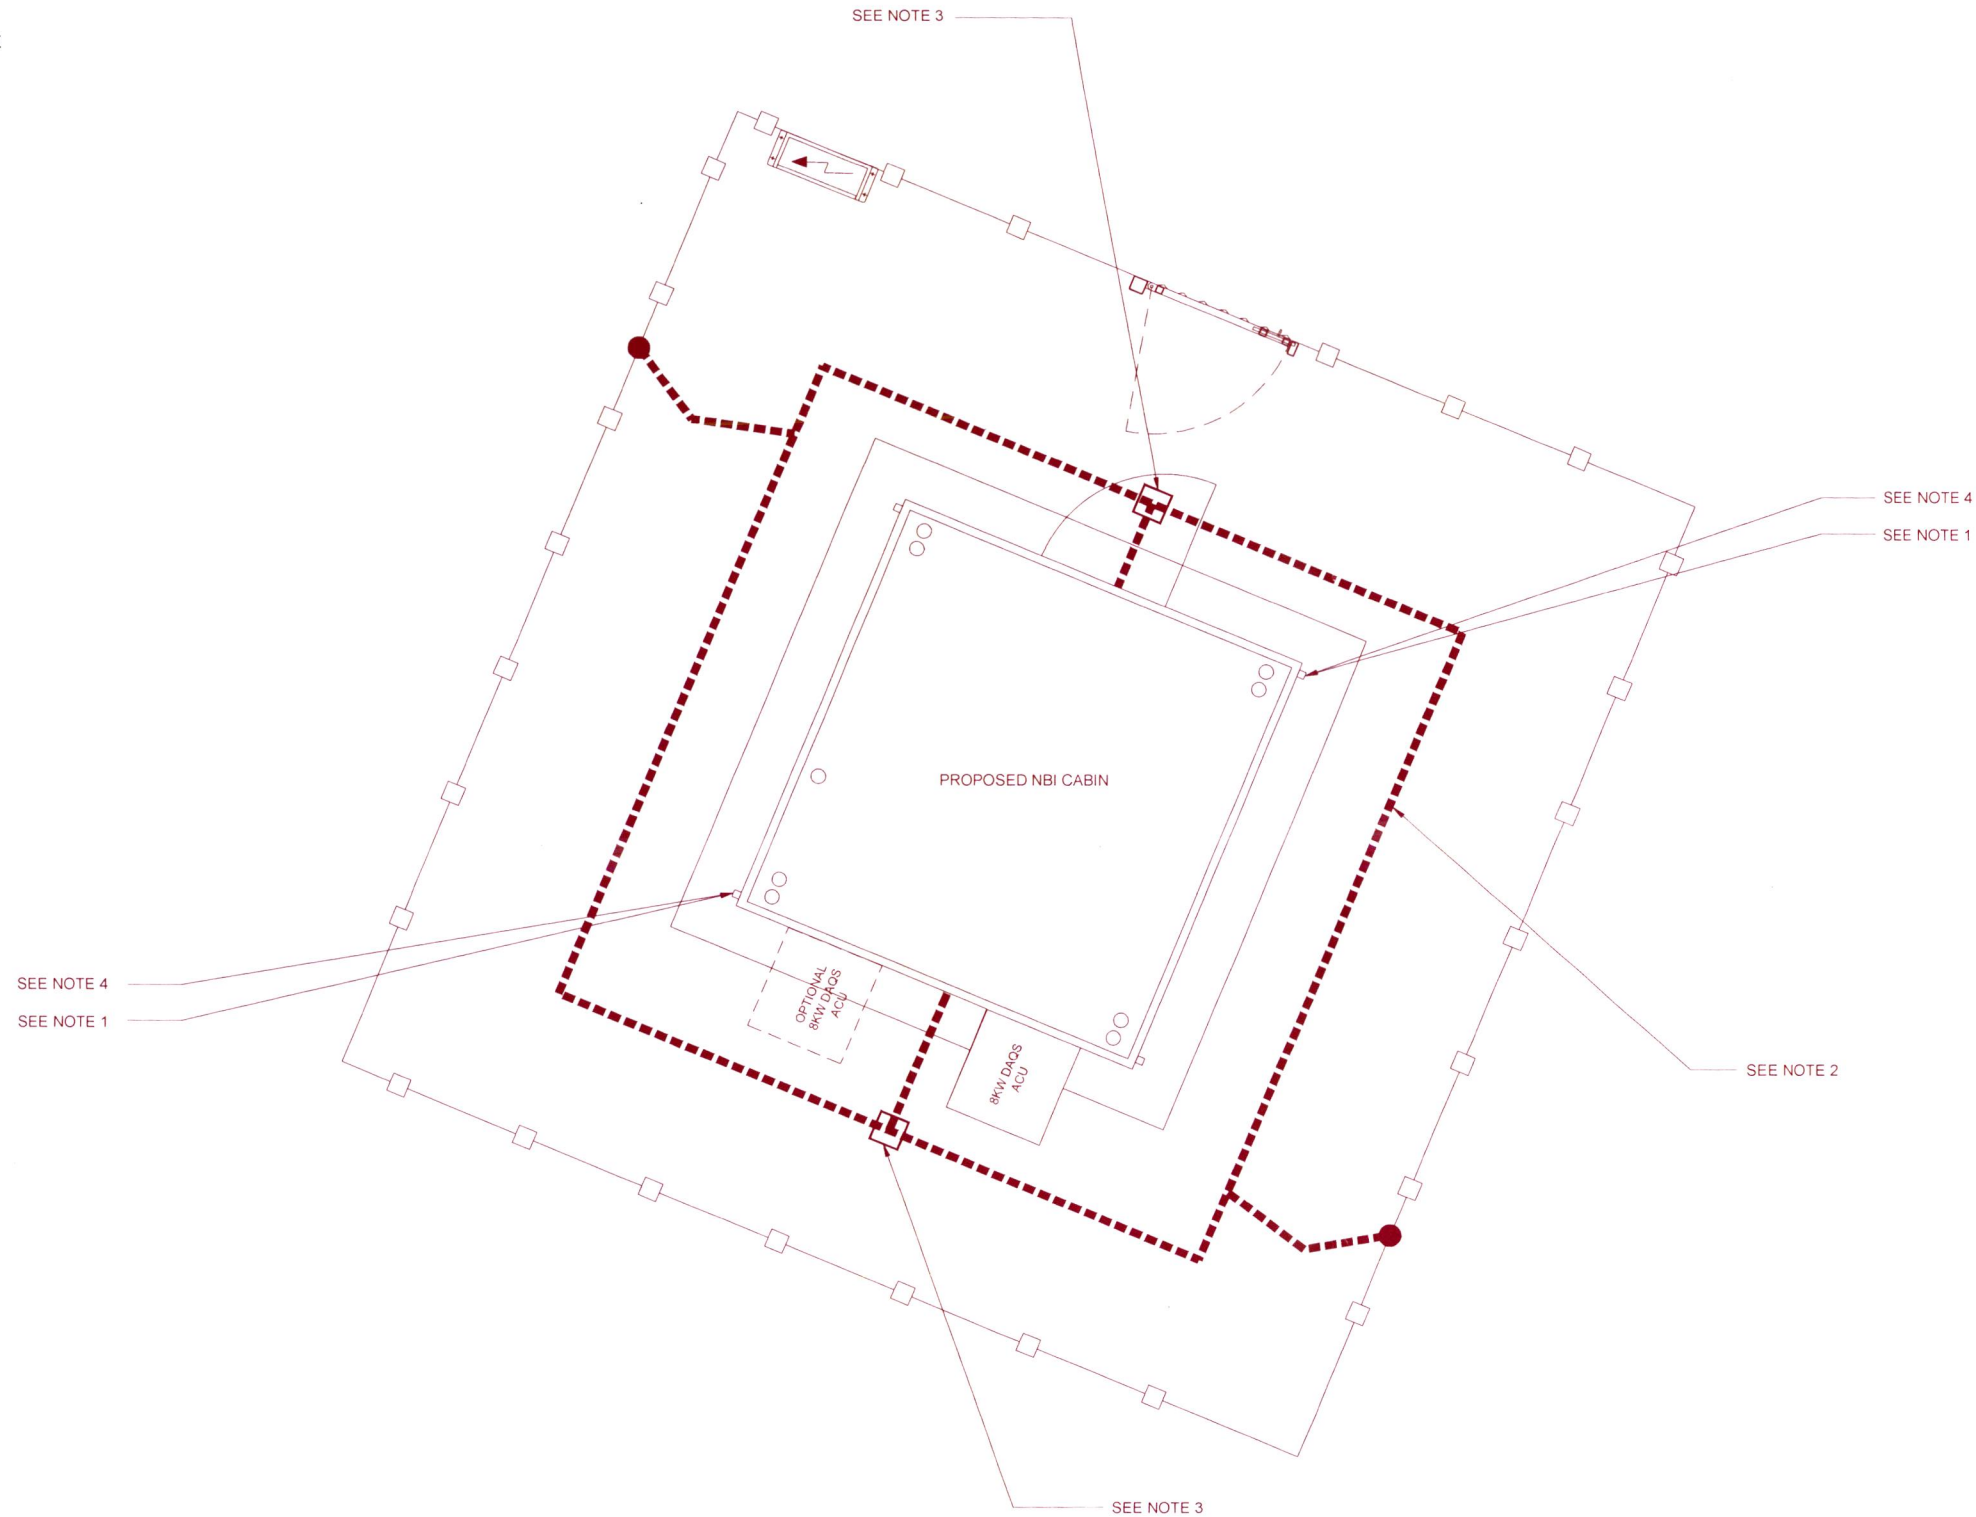 SEE NOTE 3
SEE NOTE 4
SEE NOTE 1
PROPOSED NBI CABIN
SEE NOTE 4
SEE NOTE 1
OPTIONAL
8KW DAQS
ACU
8KW DAQS
ACU
SEE NOTE 2
SEE NOTE 3